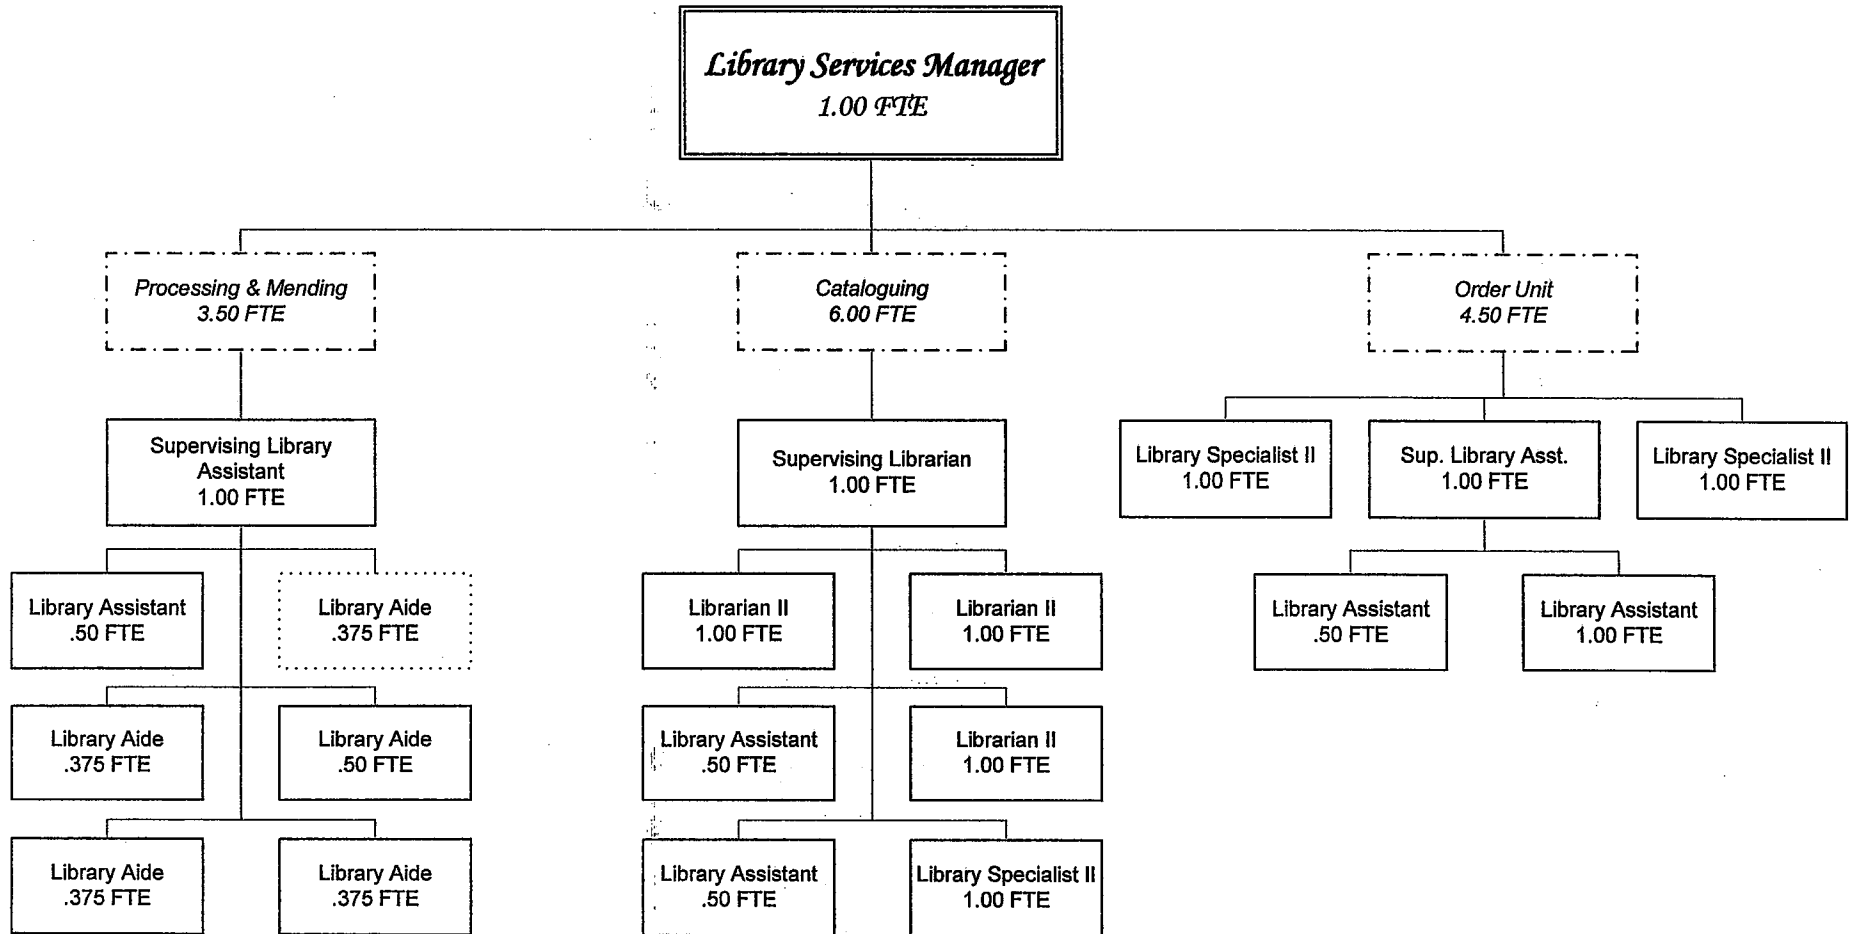 Library Services Manager
1.00 FTE
Processing & Mending
3.50 FTE
Cataloguing
6.00 FTE
Order Unit
4.50 FTE
Supervising Library
Assistant
1.00 FTE
Supervising Librarian
1.00 FTE
Library Specialist II
1.00 FTE
Sup. Library Asst.
1.00 FTE
Library Specialist II
1.00 FTE
Library Assistant
.50 FTE
Library Aide
.375 FTE
Librarian II
1.00 FTE
Librarian II
1.00 FTE
Library Assistant
.50 FTE
Library Assistant
1.00 FTE
Library Aide
.375 FTE
Library Aide
.50 FTE
Library Assistant
.50 FTE
Librarian II
1.00 FTE
Library Aide
.375 FTE
Library Aide
.375 FTE
Library Assistant
.50 FTE
Library Specialist II
1.00 FTE